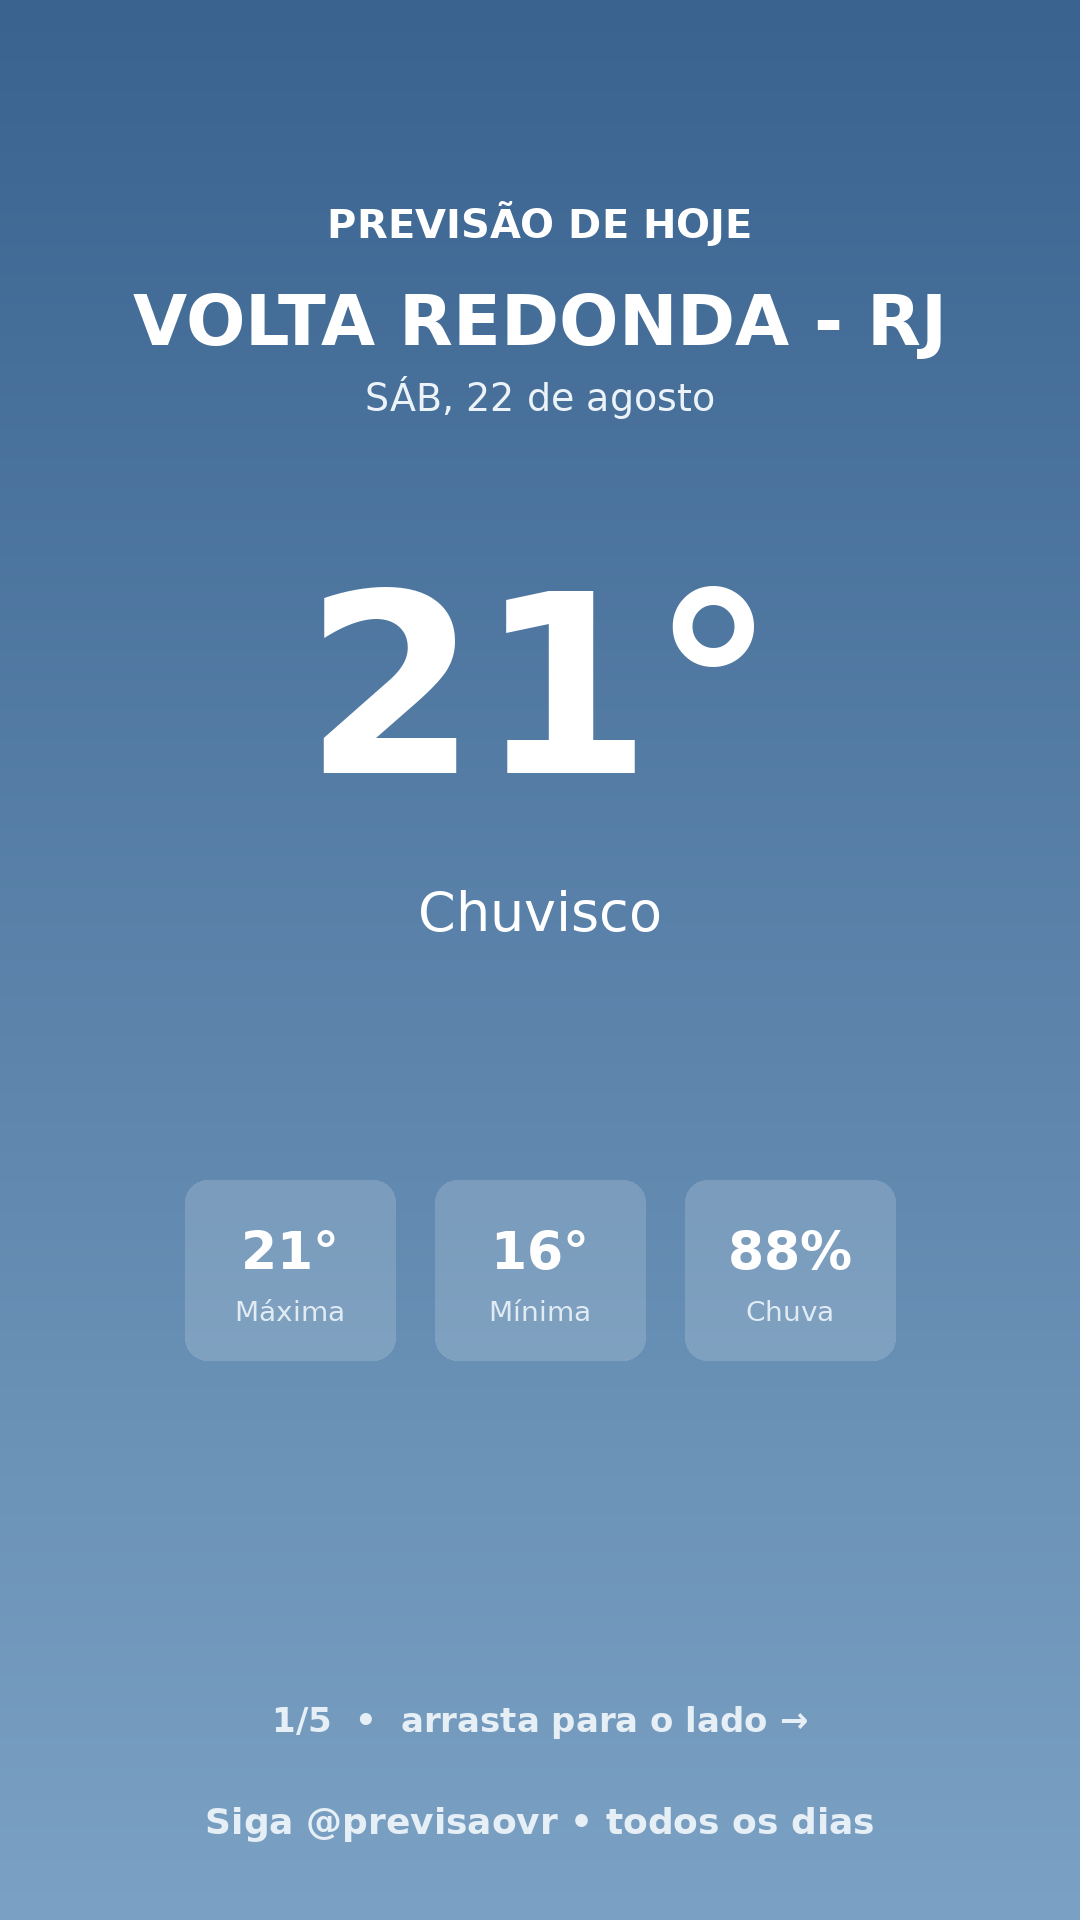 PREVISÃO DE HOJE
VOLTA REDONDA - RJ
SÁB, 22 de agosto
21°
Chuvisco
21° 16° 88%
Máxima Mínima Chuva
1/5 • arrasta para o lado →
Siga @previsaovr • todos os dias